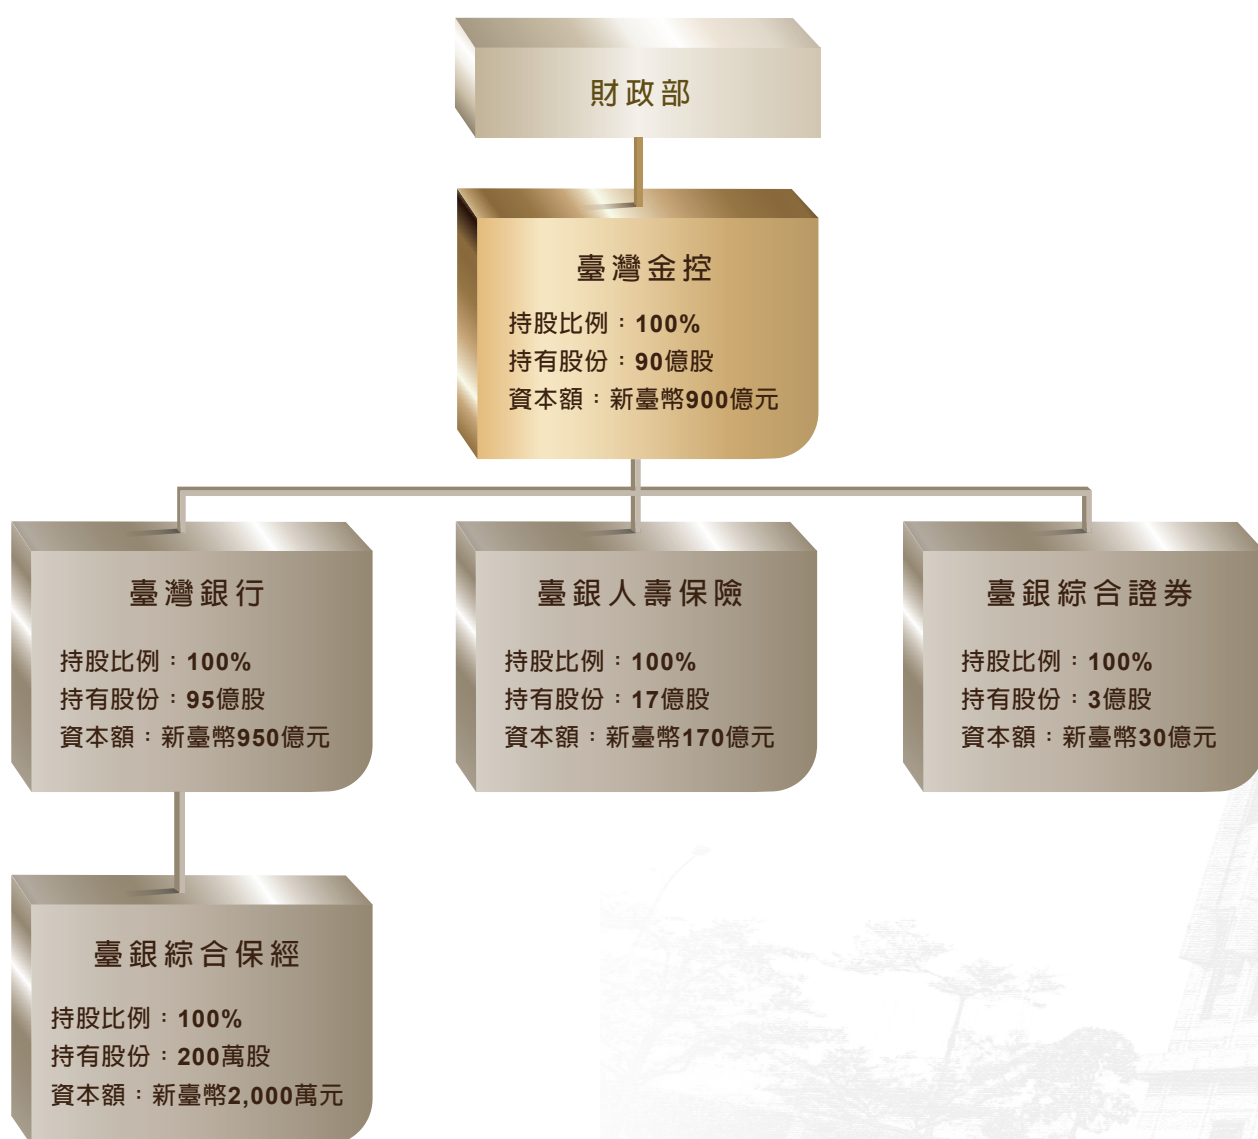 財政部
臺灣金控
持股比例：100%
持有股份：90億股
資本額：新臺幣900億元
臺灣銀行
持股比例：100%
持有股份：95億股
資本額：新臺幣950億元
臺銀人壽保險
持股比例：100%
持有股份：17億股
資本額：新臺幣170億元
臺銀綜合證券
持股比例：100%
持有股份：3億股
資本額：新臺幣30億元
臺銀綜合保經
持股比例：100%
持有股份：200萬股
資本額：新臺幣2,000萬元